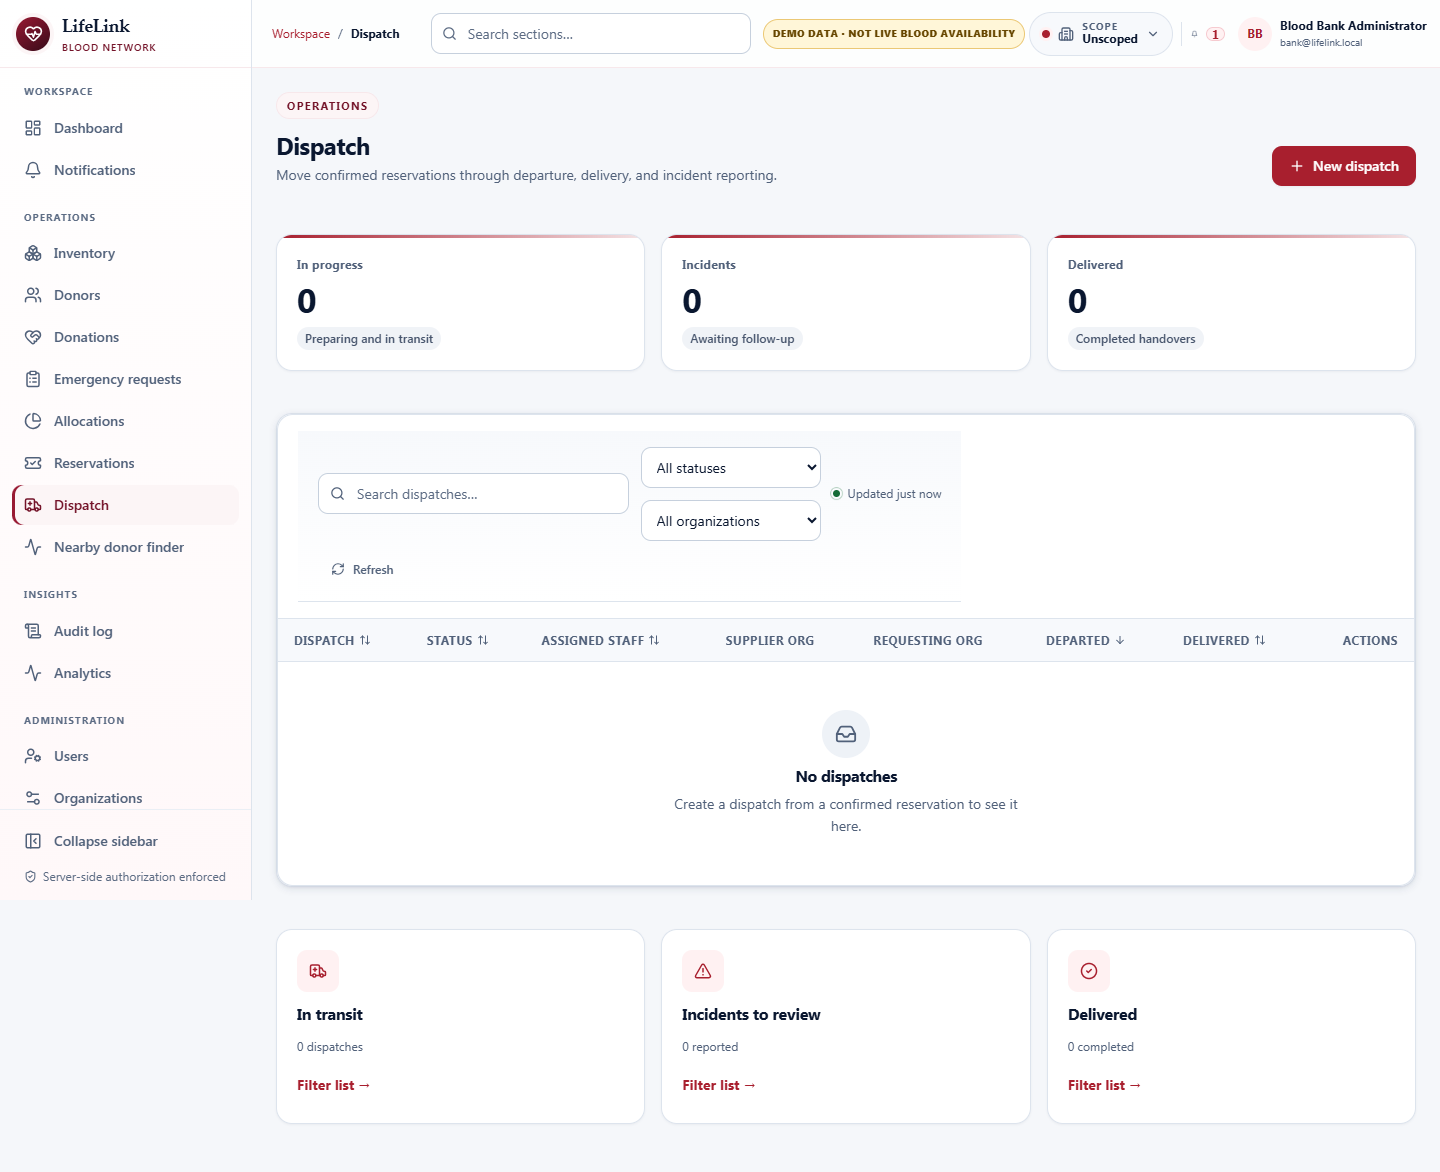 LifeLink
BLOOD NETWORK
Workspace / Dispatch
Search sections...
DEMO DATA · NOT LIVE BLOOD AVAILABILITY
SCOPE
Unscoped
1
BB
Blood Bank Administrator
bank@lifelink.local
WORKSPACE
Dashboard
Notifications
OPERATIONS
Inventory
Donors
Donations
Emergency requests
Allocations
Reservations
Dispatch
Nearby donor finder
INSIGHTS
Audit log
Analytics
ADMINISTRATION
Users
Organizations
Collapse sidebar
Server-side authorization enforced
OPERATIONS
Dispatch
Move confirmed reservations through departure, delivery, and incident reporting.
New dispatch
In progress
0
Preparing and in transit
Incidents
0
Awaiting follow-up
Delivered
0
Completed handovers
Search dispatches...
All statuses
All organizations
Updated just now
Refresh
DISPATCH STATUS ASSIGNED STAFF SUPPLIER ORG REQUESTING ORG DEPARTED DELIVERED ACTIONS
No dispatches
Create a dispatch from a confirmed reservation to see it
here.
In transit
0 dispatches
Filter list →
Incidents to review
0 reported
Filter list →
Delivered
0 completed
Filter list →